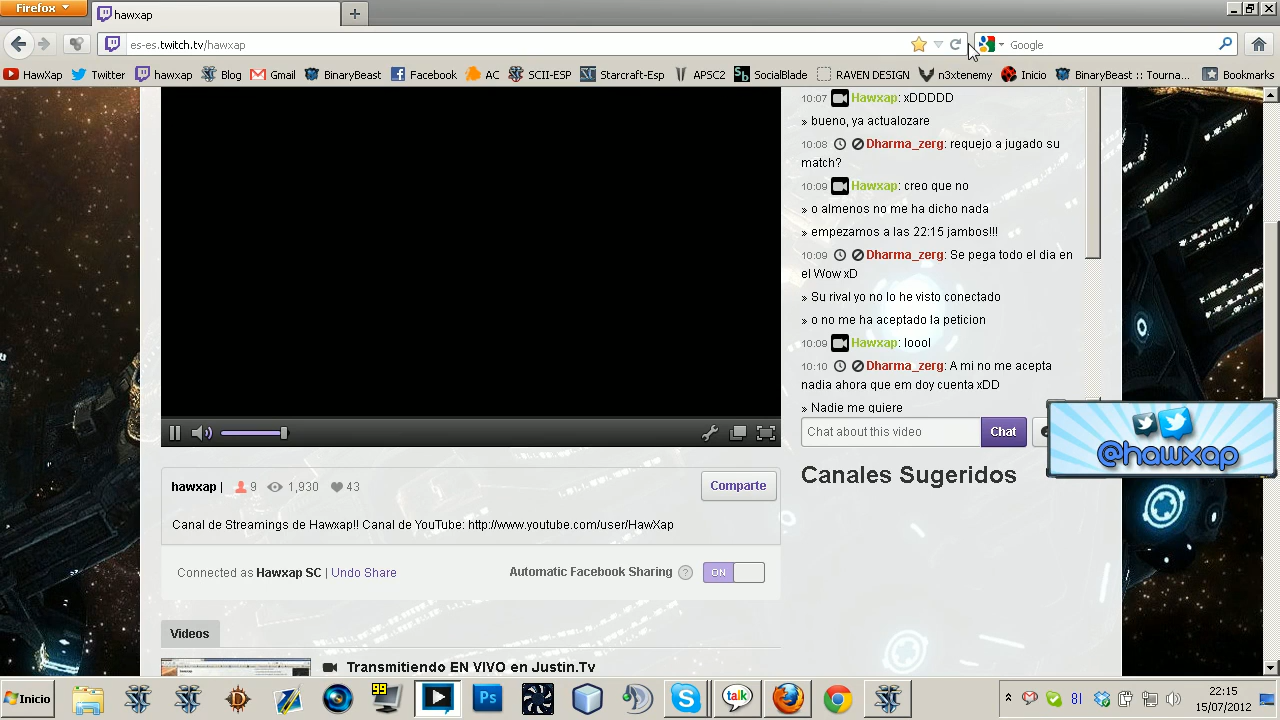 Firefox
hawxap
es-es.twitch.tv/hawxap
Google
HawXap
Twitter
hawxap
Blog
Gmail
BinaryBeast
Facebook
AC
SCII-ESP
Starcraft-Esp
APSC2
SocialBlade
RAVEN DESIGN
n3xxenemy
Inicio
BinaryBeast :: Tourna...
Bookmark
10:07 Hawxap: xDDDDD
» bueno, ya actualozare
10:08 Dharma_zerg: requejo a jugado su
match?
10:09 Hawxap: creo que no
» o almenos no me ha dicho nada
» empezamos a las 22:15 jambos!!!
10:09 Dharma_zerg: Se pega todo el dia en
el Wow xD
» Su rival yo no lo he visto conectado
» o no me ha aceptado la peticion
10:09 Hawxap: loool
10:10 Dharma_zerg: A mi no me acepta
nadia ahora que em doy cuenta xDD
» Nadie me quiere
Chat about this video
Chat
@hawxap
Canales Sugeridos
hawxap | 9 1,930 43
Comparte
Canal de Streamings de Hawxap!! Canal de YouTube: http://www.youtube.com/user/HawXap
Connected as Hawxap SC | Undo Share
Automatic Facebook Sharing ? ON
Videos
Transmitiendo EN VIVO en Justin.Tv
Inicio
99
Ps
talk
22:15
15/07/2012